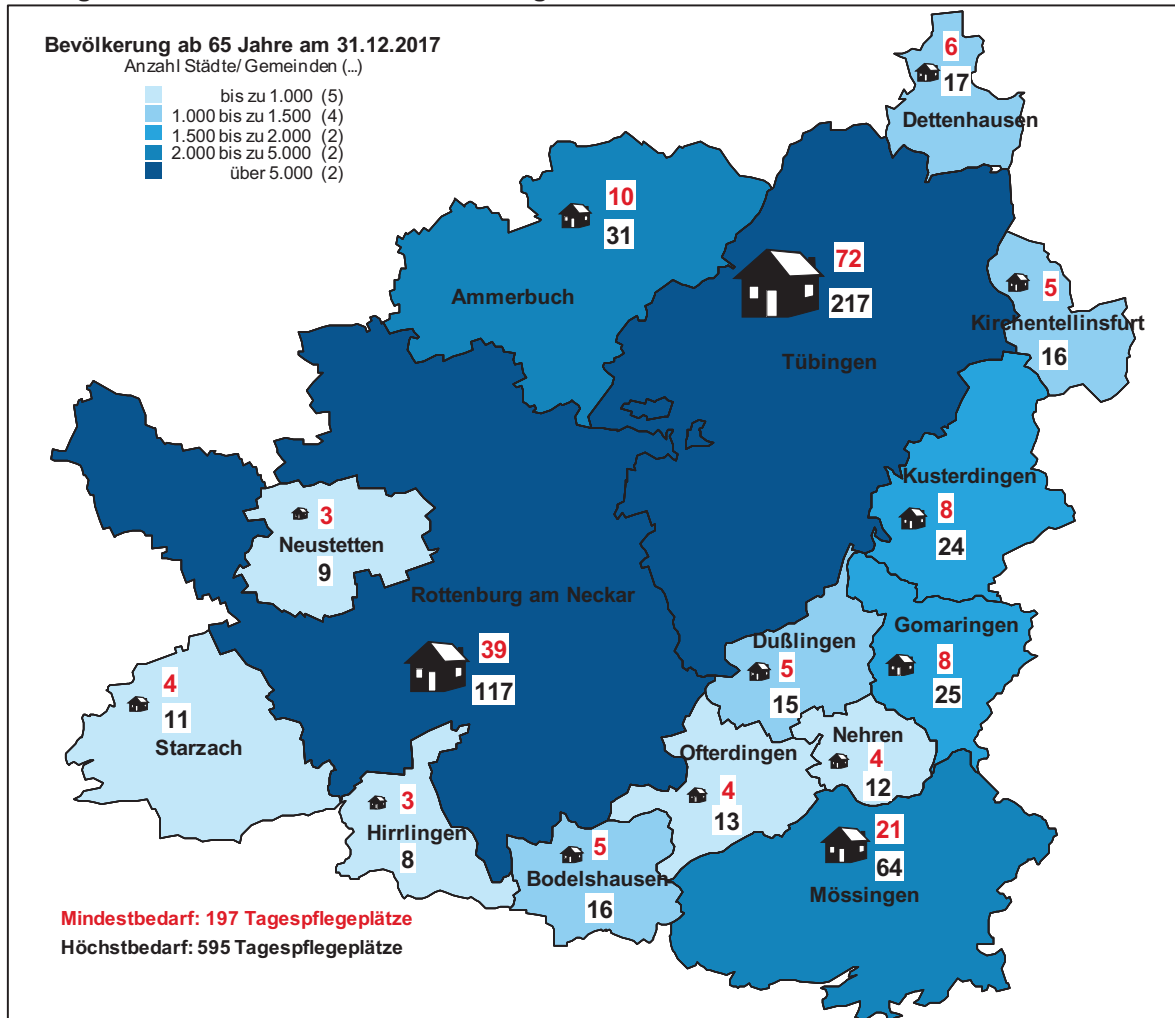 Bevölkerung ab 65 Jahre am 31.12.2017
Anzahl Städte/ Gemeinden (...)
bis zu 1.000 (5)
1.000 bis zu 1.500 (4)
1.500 bis zu 2.000 (2)
2.000 bis zu 5.000 (2)
über 5.000 (2)
6
17
Dettenhausen
10
31
Ammerbuch
72
217
Tübingen
5
Kirchentellinsfurt
16
Kusterdingen
8
24
3
Neustetten
9
Rottenburg am Neckar
39
117
Dußlingen
5
15
Gomaringen
8
25
4
11
Starzach
Nehren
4
12
Ofterdingen
4
13
3
Hirrlingen
8
5
Bodelshausen
16
21
64
Mössingen
Mindestbedarf: 197 Tagespflegeplätze
Höchstbedarf: 595 Tagespflegeplätze